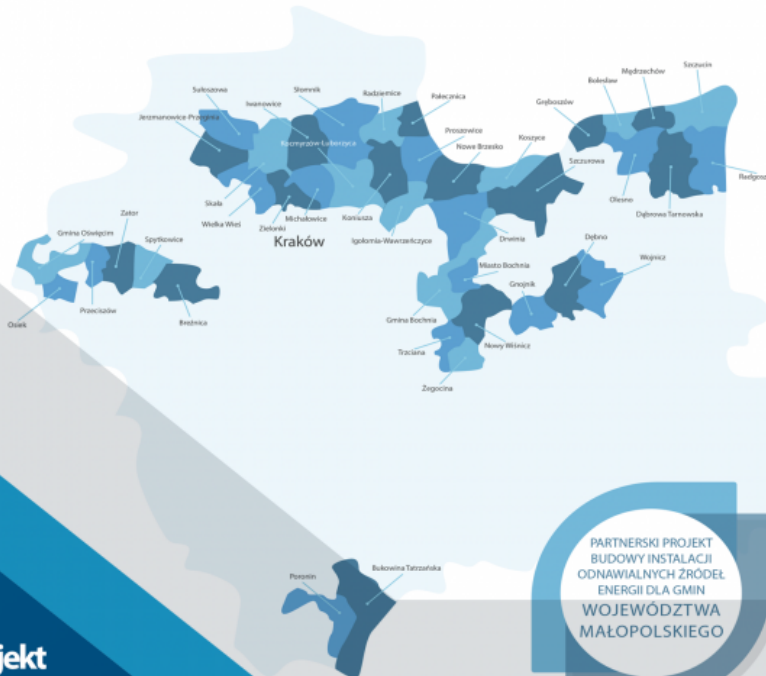 Szczucin
Mędrzechów
Bolesław
Sułoszowa
Słomnik
Radziemice
Pałecznica
Iwanowice
Gręboszów
Jerzmanowice-Przeginia
Proszowice
Koszyce
Kocmyrzów-Luborzyca
Nowe Brzesko
Szczurowa
Radgosz
Skała
Olesno
Wielka Wieś
Zielonki
Michałowice
Koniusza
Dąbrowa Tarnowska
Zator
Gmina Oświęcim
Spytkowice
Kraków
Igołomia-Wawrzeńczyce
Drwinia
Dębno
Wojnicz
Miasto Bochnia
Gnojnik
Przeciszów
Osiek
Brzźnica
Gmina Bochnia
Nowy Wiśnicz
Trzciana
Żegocina
Poronin
Bukowina Tatrzańska
PARTNERSKI PROJEKT
BUDOWY INSTALACJI
ODNAWIALNYCH ŹRÓDEŁ
ENERGII DLA GMIN
WOJEWÓDZTWA
MAŁOPOLSKIEGO
jekt